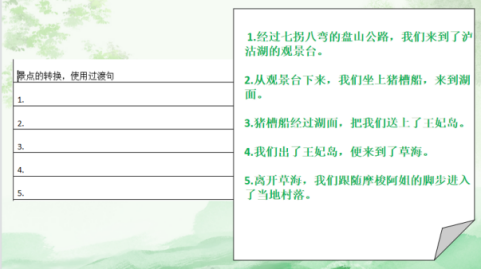 景点的转换，使用过渡句
1.
2.
3.
4.
5.
1.经过七拐八弯的盘山公路，我们来到了泸
沽湖的观景台。
2.从观景台下来，我们坐上猪槽船，来到湖
面。
3.猪槽船经过湖面，把我们送上了王妃岛。
4.我们出了王妃岛，便来到了草海。
5.离开草海，我们跟随摩梭阿姐的脚步进入
了当地村落。